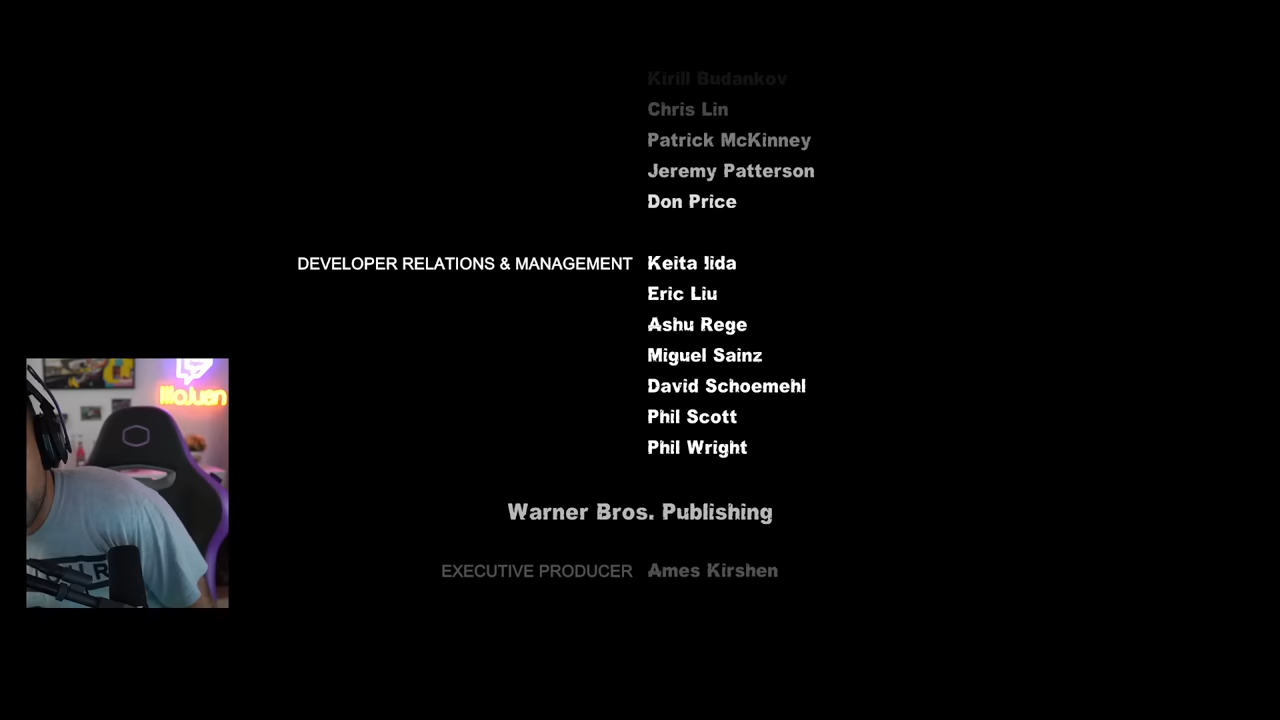 Kirill Budankov
Chris Lin
Patrick McKinney
Jeremy Patterson
Don Price
DEVELOPER RELATIONS & MANAGEMENT Keita Iida
Eric Liu
Ashu Rege
Miguel Sainz
David Schoemehl
Phil Scott
Phil Wright
Warner Bros. Publishing
EXECUTIVE PRODUCER Ames Kirshen